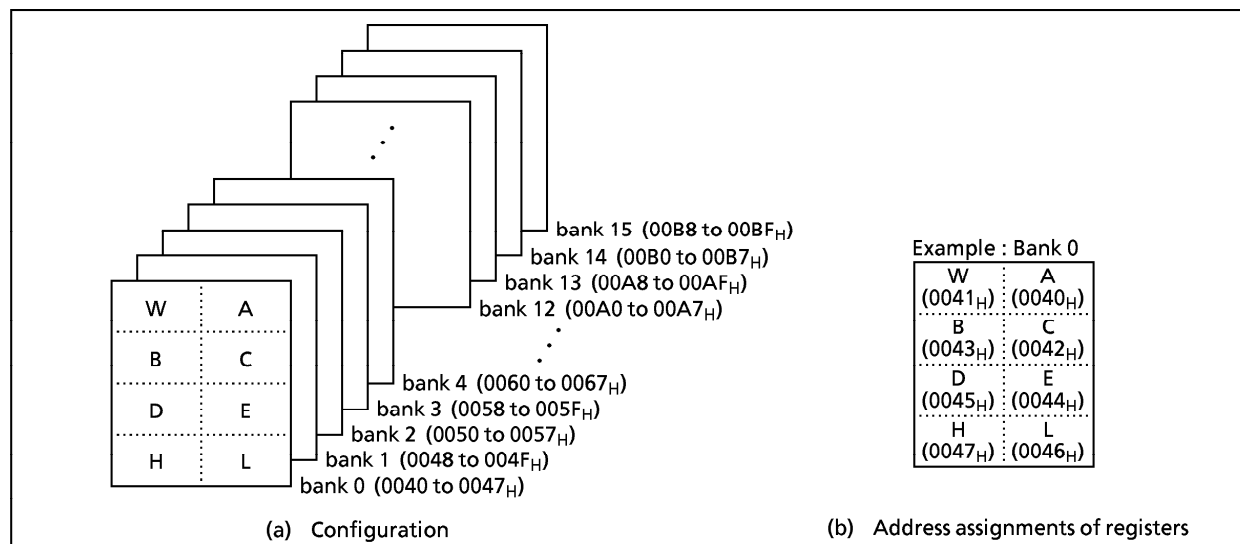 bank 15 (00B8 to 00BFH)
bank 14 (00B0 to 00B7H)
bank 13 (00A8 to 00AFH)
bank 12 (00A0 to 00A7H)
bank 4 (0060 to 0067H)
bank 3 (0058 to 005FH)
bank 2 (0050 to 0057H)
bank 1 (0048 to 004FH)
bank 0 (0040 to 0047H)
W A
B C
D E
H L
(a) Configuration
Example : Bank 0
W A
(0041H) (0040H)
B C
(0043H) (0042H)
D E
(0045H) (0044H)
H L
(0047H) (0046H)
(b) Address assignments of registers